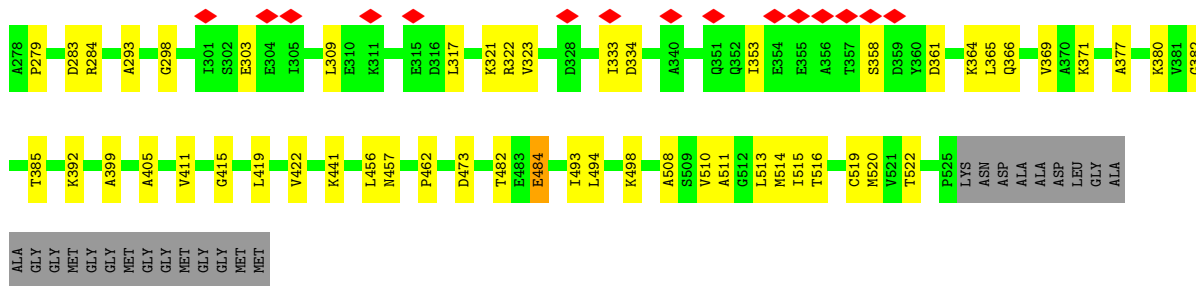 A278 P279 D283 R284 A293 G298 I301 S302 E303 E304 I305 L309 E310 K311 E315 D316 L317 K321 R322 V323 D328 I333 D334 A340 Q351 Q352 I353 E354 E355 A356 T357 S358 D359 Y360 D361 K364 L365 Q366 V369 A370 K371 A377 K380 V381 G382
T385 K392 A399 A405 V411 G415 L419 V422 K441 L456 N457 P462 D473 T482 E483 E484 I493 L494 K498 A508 S509 V510 A511 G512 L513 M514 I515 T516 C519 M520 V521 T522 P525 LYS ASN ASP ALA ALA ASP LEU GLY ALA
ALA GLY GLY MET GLY GLY MET GLY GLY MET MET